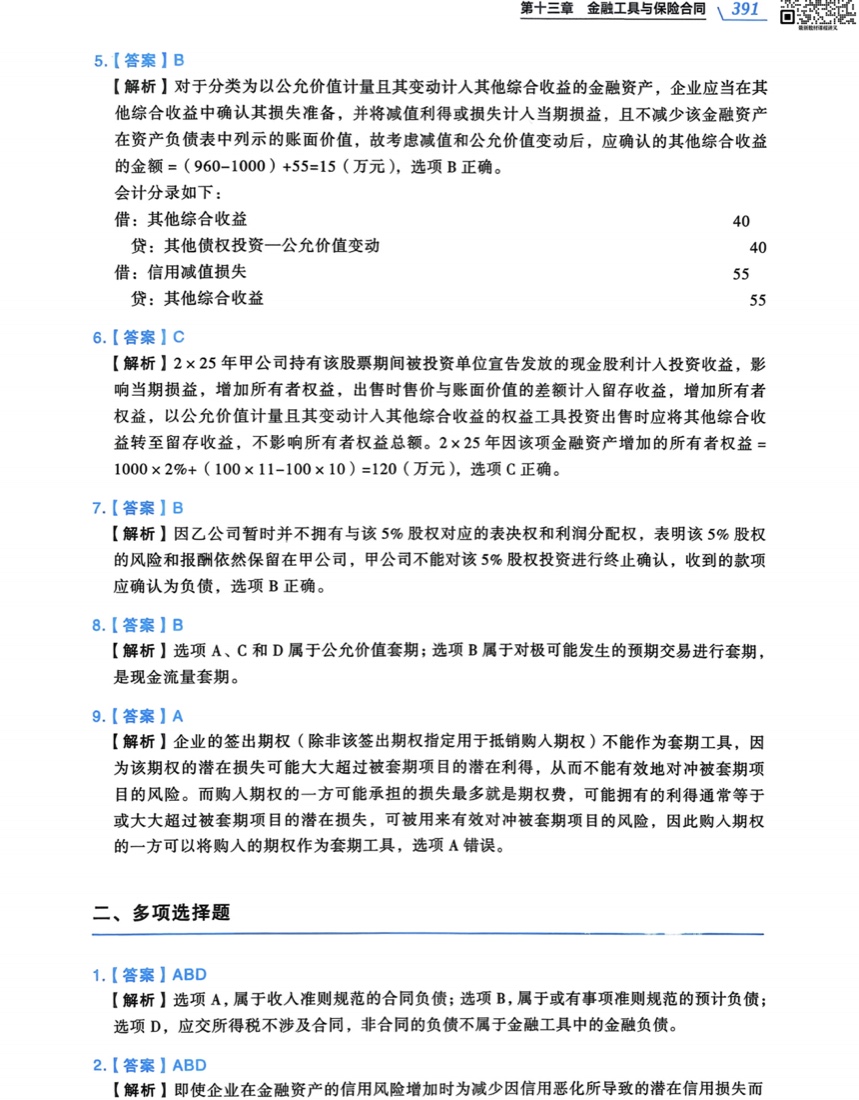 第十三章 金融工具与保险合同 391
5.【答案】B
【解析】对于分类为以公允价值计量且其变动计入其他综合收益的金融资产，企业应当在其
他综合收益中确认其损失准备，并将减值利得或损失计入当期损益，且不减少该金融资产
在资产负债表中列示的账面价值，故考虑减值和公允价值变动后，应确认的其他综合收益
的金额 =（960-1000）+55=15（万元），选项 B 正确。
会计分录如下：
借：其他综合收益 40
贷：其他债权投资—公允价值变动 40
借：信用减值损失 55
贷：其他综合收益 55
6.【答案】C
【解析】2×25 年甲公司持有该股票期间被投资单位宣告发放的现金股利计入投资收益，影
响当期损益，增加所有者权益，出售时售价与账面价值的差额计入留存收益，增加所有者
权益，以公允价值计量且其变动计入其他综合收益的权益工具投资出售时应将其他综合收
益转至留存收益，不影响所有者权益总额。2×25 年因该项金融资产增加的所有者权益 =
1000×2%+（100×11-100×10）=120（万元），选项 C 正确。
7.【答案】B
【解析】因乙公司暂时并不拥有与该 5% 股权对应的表决权和利润分配权，表明该 5% 股权
的风险和报酬依然保留在甲公司，甲公司不能对该 5% 股权投资进行终止确认，收到的款项
应确认为负债，选项 B 正确。
8.【答案】B
【解析】选项 A、C 和 D 属于公允价值套期；选项 B 属于对极可能发生的预期交易进行套期，
是现金流量套期。
9.【答案】A
【解析】企业的签出期权（除非该签出期权指定用于抵销购入期权）不能作为套期工具，因
为该期权的潜在损失可能大大超过被套期项目的潜在利得，从而不能有效地对冲被套期项
目的风险。而购入期权的一方可能承担的损失最多就是期权费，可能拥有的利得通常等于
或大大超过被套期项目的潜在损失，可被用来有效对冲被套期项目的风险，因此购入期权
的一方可以将购入的期权作为套期工具，选项 A 错误。
二、多项选择题
1.【答案】ABD
【解析】选项 A，属于收入准则规范的合同负债；选项 B，属于或有事项准则规范的预计负债；
选项 D，应交所得税不涉及合同，非合同的负债不属于金融工具中的金融负债。
2.【答案】ABD
【解析】即使企业在金融资产的信用风险增加时为减少因信用恶化所导致的潜在信用损失而